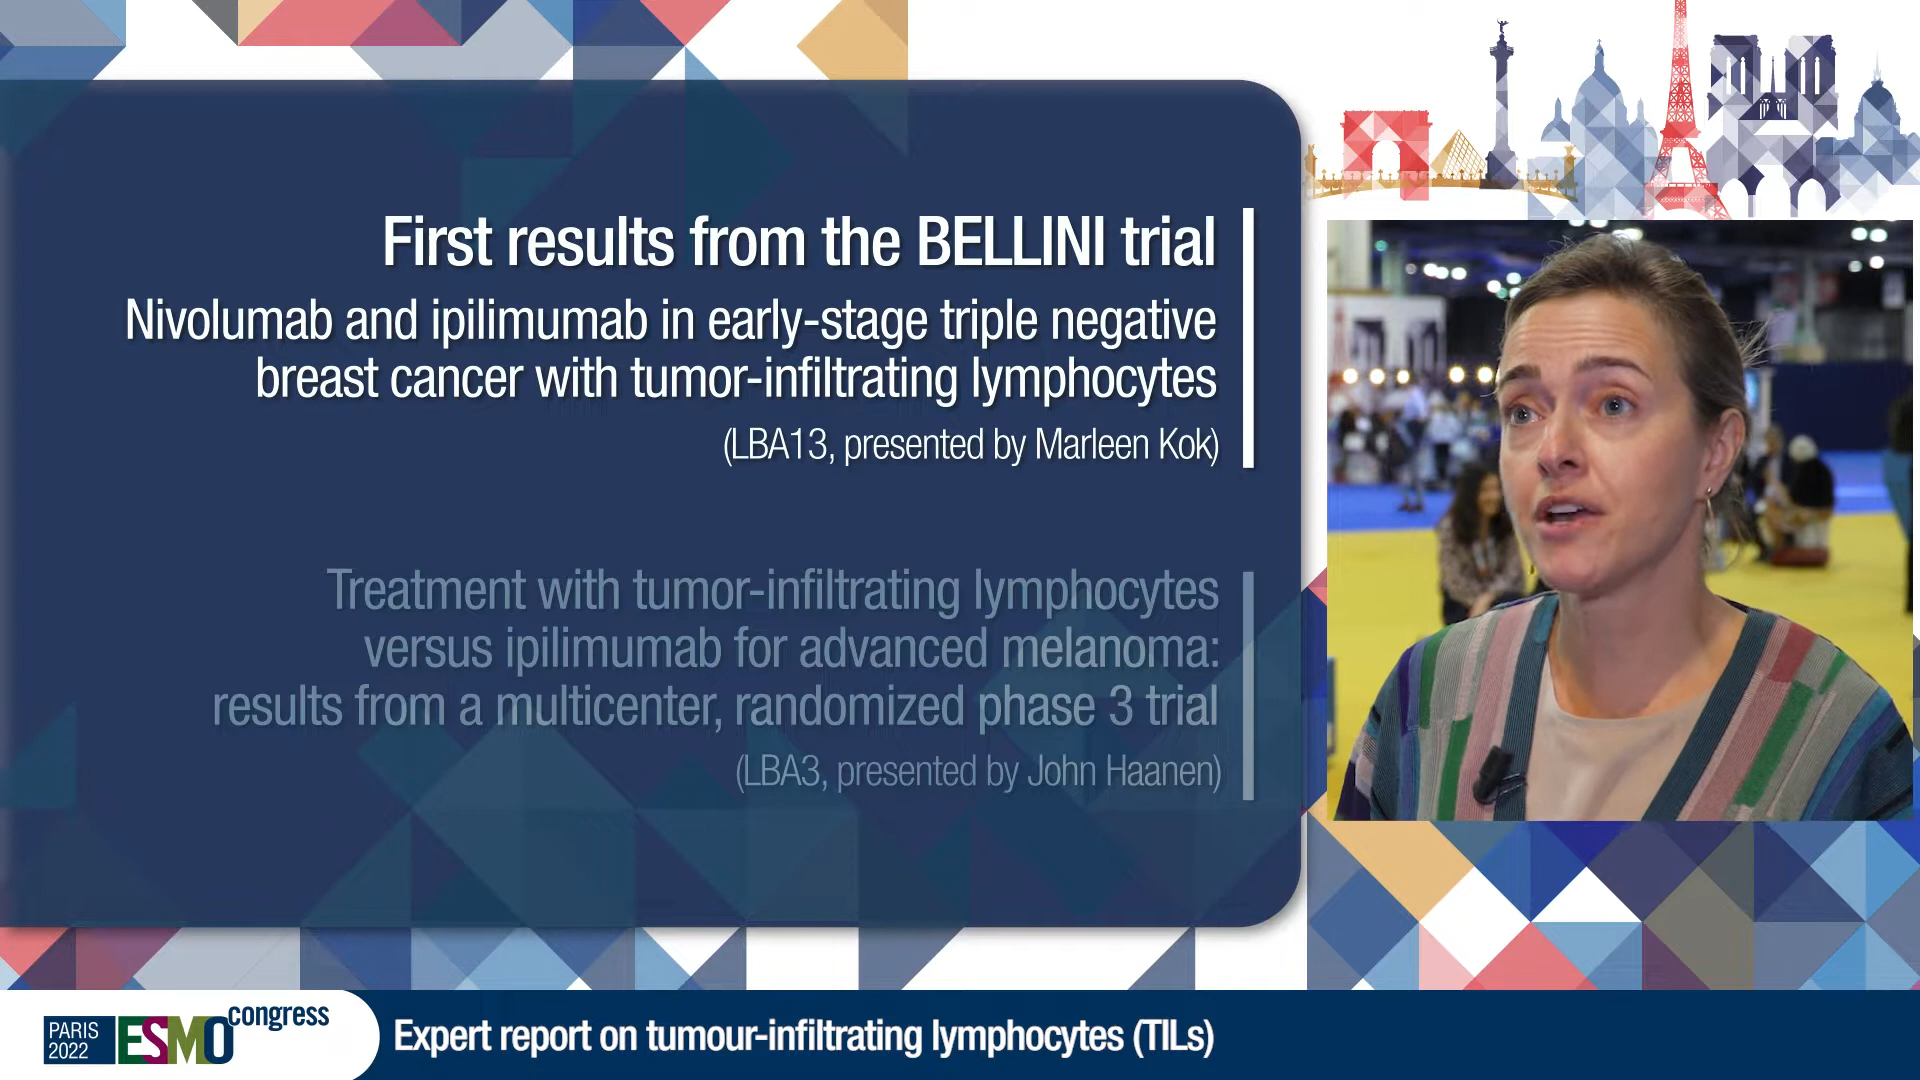 First results from the BELLINI trial
Nivolumab and ipilimumab in early-stage triple negative
breast cancer with tumor-infiltrating lymphocytes
(LBA13, presented by Marleen Kok)
Treatment with tumor-infiltrating lymphocytes
versus ipilimumab for advanced melanoma:
results from a multicenter, randomized phase 3 trial
(LBA3, presented by John Haanen)
PARIS
2022
ESMO congress
Expert report on tumour-infiltrating lymphocytes (TILs)